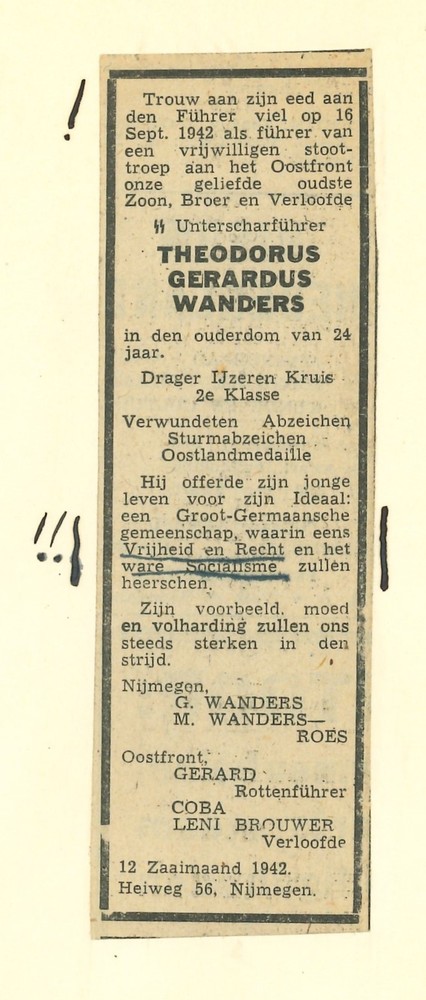 !
Trouw aan zijn eed aan
den Führer viel op 16
Sept. 1942 als führer van
een vrijwilligen stoot-
troep aan het Oostfront
onze geliefde oudste
Zoon, Broer en Verloofde
ᛋᛋ Unterscharführer
THEODORUS
GERARDUS
WANDERS
in den ouderdom van 24
jaar.
Drager IJzeren Kruis
2e Klasse
Verwundeten Abzeichen
Sturmabzeichen
Oostlandmedaille
Hij offerde zijn jonge
leven voor zijn Ideaal:
een Groot-Germaansche
gemeenschap, waarin eens
!!! Vrijheid en Recht en het
ware Socialisme zullen
heerschen.
Zijn voorbeeld, moed
en volharding zullen ons
steeds sterken in den
strijd.
Nijmegen,
G. WANDERS
M. WANDERS—
ROES
Oostfront,
GERARD
Rottenführer
COBA
LENI BROUWER
Verloofde
12 Zaaimaand 1942.
Heiweg 56, Nijmegen.